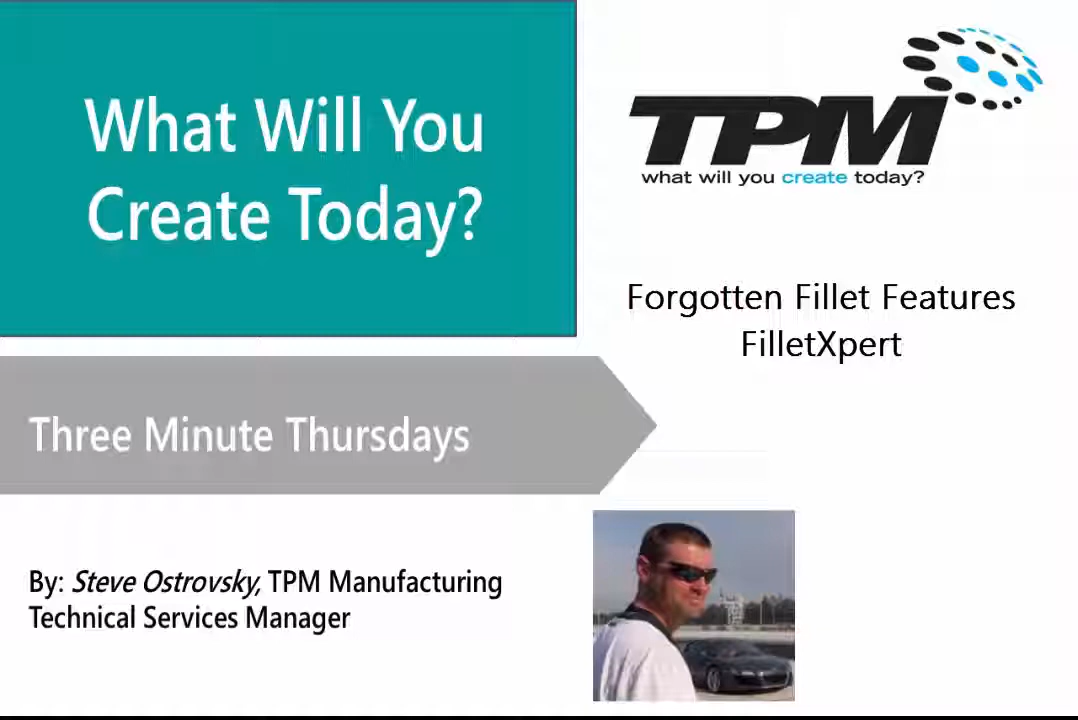 What Will You
Create Today?
TPM
what will you create today?
Forgotten Fillet Features
FilletXpert
Three Minute Thursdays
By: Steve Ostrovsky, TPM Manufacturing
Technical Services Manager